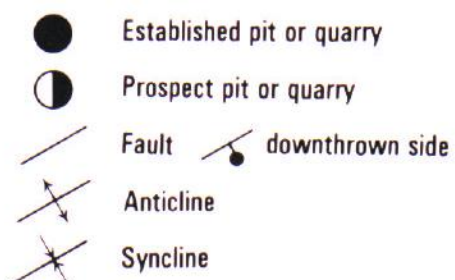 Established pit or quarry
Prospect pit or quarry
Fault downthrown side
Anticline
Syncline